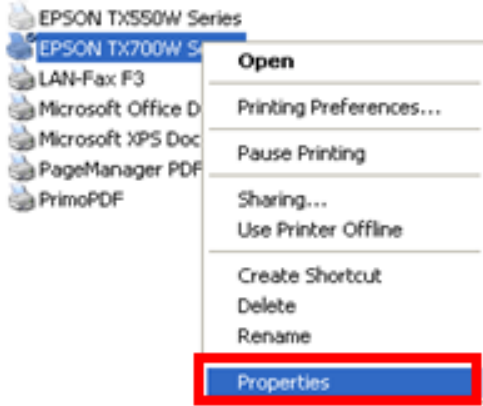 EPSON TX550W Series
EPSON TX700W S
LAN-Fax F3
Microsoft Office D
Microsoft XPS Doc
PageManager PDF
PrimoPDF
Open
Printing Preferences...
Pause Printing
Sharing...
Use Printer Offline
Create Shortcut
Delete
Rename
Properties